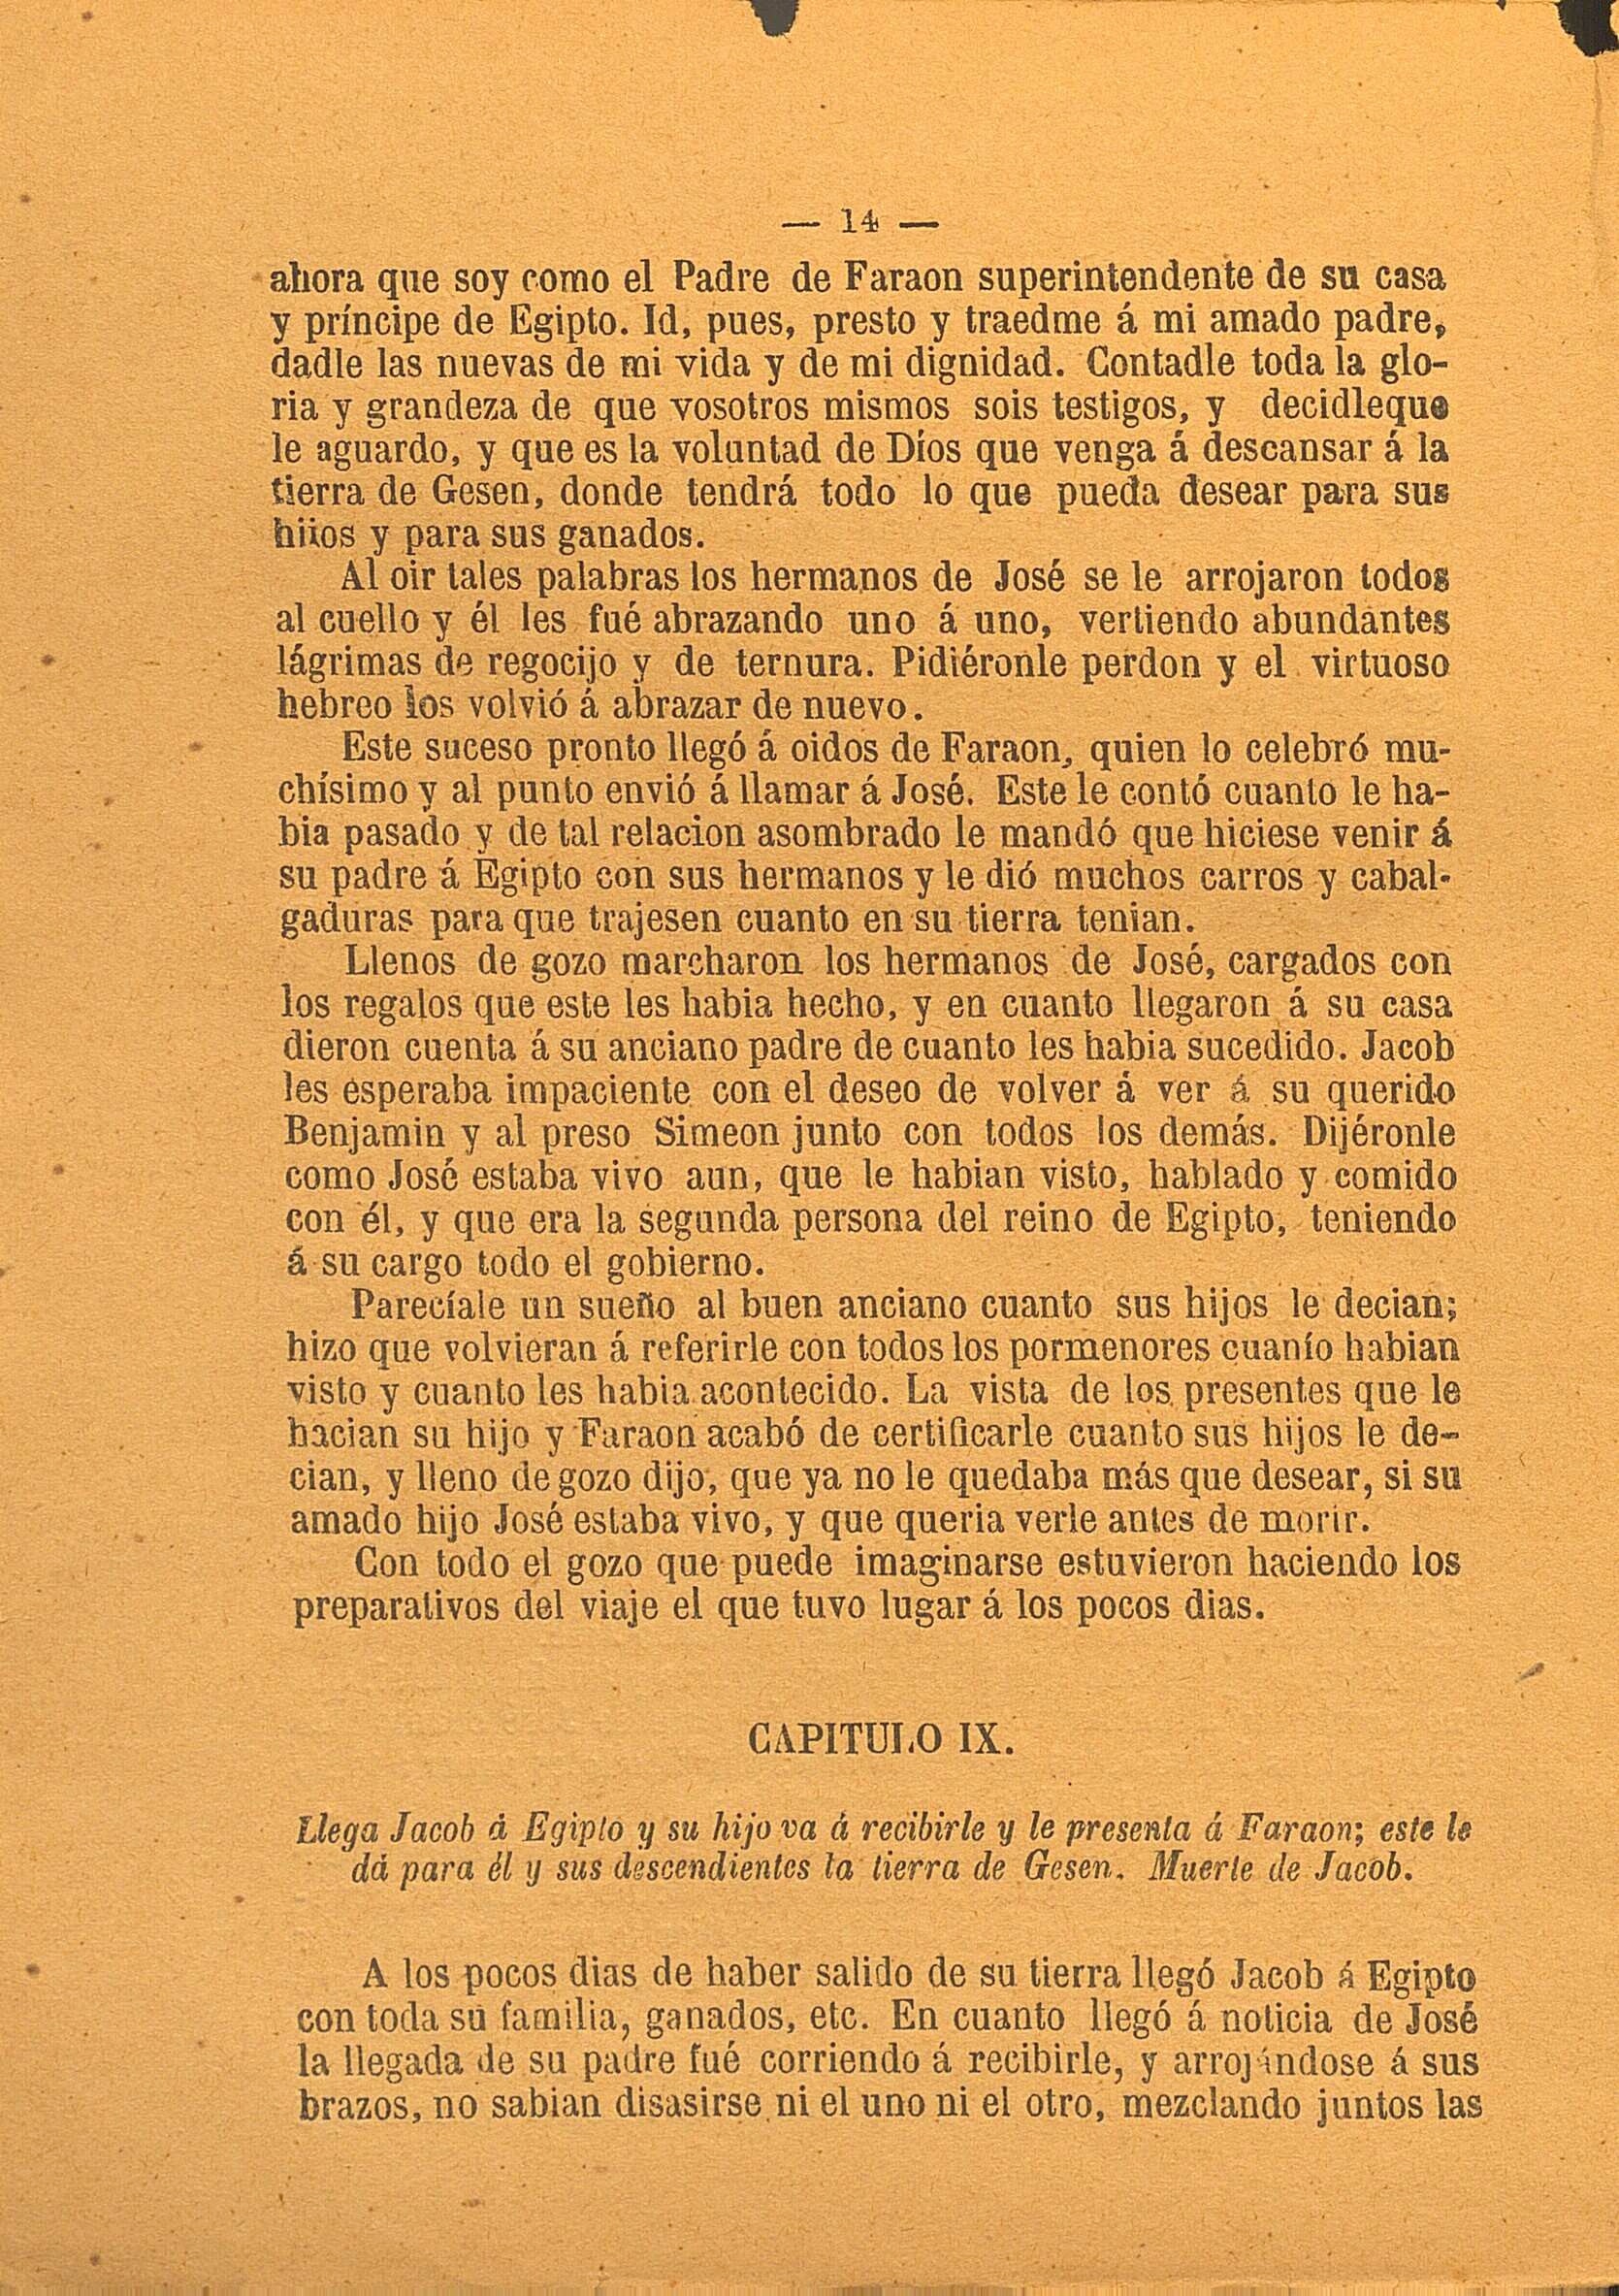 — 14 —
ahora que soy como el Padre de Faraon superintendente de su casa
y príncipe de Egipto. Id, pues, presto y traedme á mi amado padre,
dadle las nuevas de mi vida y de mi dignidad. Contadle toda la glo-
ria y grandeza de que vosotros mismos sois testigos, y decidleque
le aguardo, y que es la voluntad de Dios que venga á descansar á la
tierra de Gesen, donde tendrá todo lo que pueda desear para sus
hijos y para sus ganados.
Al oir tales palabras los hermanos de José se le arrojaron todos
al cuello y él les fué abrazando uno á uno, vertiendo abundantes
lágrimas de regocijo y de ternura. Pidiéronle perdon y el virtuoso
hebreo los volvió á abrazar de nuevo.
Este suceso pronto llegó á oidos de Faraon, quien lo celebró mu-
chísimo y al punto envió á llamar á José. Este le contó cuanto le ha-
bia pasado y de tal relacion asombrado le mandó que hiciese venir á
su padre á Egipto con sus hermanos y le dió muchos carros y cabal-
gaduras para que trajesen cuanto en su tierra tenian.
Llenos de gozo marcharon los hermanos de José, cargados con
los regalos que este les habia hecho, y en cuanto llegaron á su casa
dieron cuenta á su anciano padre de cuanto les habia sucedido. Jacob
les esperaba impaciente con el deseo de volver á ver á su querido
Benjamin y al preso Simeon junto con todos los demás. Dijéronle
como José estaba vivo aun, que le habian visto, hablado y comido
con él, y que era la segunda persona del reino de Egipto, teniendo
á su cargo todo el gobierno.
Parecíale un sueño al buen anciano cuanto sus hijos le decian;
hizo que volvieran á referirle con todos los pormenores cuanto habian
visto y cuanto les habia acontecido. La vista de los presentes que le
hacian su hijo y Faraon acabó de certificarle cuanto sus hijos le de-
cian, y lleno de gozo dijo, que ya no le quedaba más que desear, si su
amado hijo José estaba vivo, y que queria verle antes de morir.
Con todo el gozo que puede imaginarse estuvieron haciendo los
preparativos del viaje el que tuvo lugar á los pocos dias.
CAPITULO IX.
Llega Jacob á Egipto y su hijo va á recibirle y le presenta á Faraon; este le
dá para él y sus descendientes la tierra de Gesen. Muerte de Jacob.
A los pocos dias de haber salido de su tierra llegó Jacob á Egipto
con toda su familia, ganados, etc. En cuanto llegó á noticia de José
la llegada de su padre fué corriendo á recibirle, y arrojándose á sus
brazos, no sabian disasirse ni el uno ni el otro, mezclando juntos las